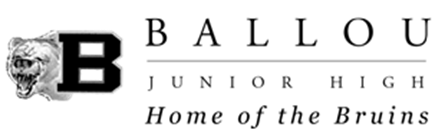 B
BALLOU
JUNIOR HIGH
Home of the Bruins